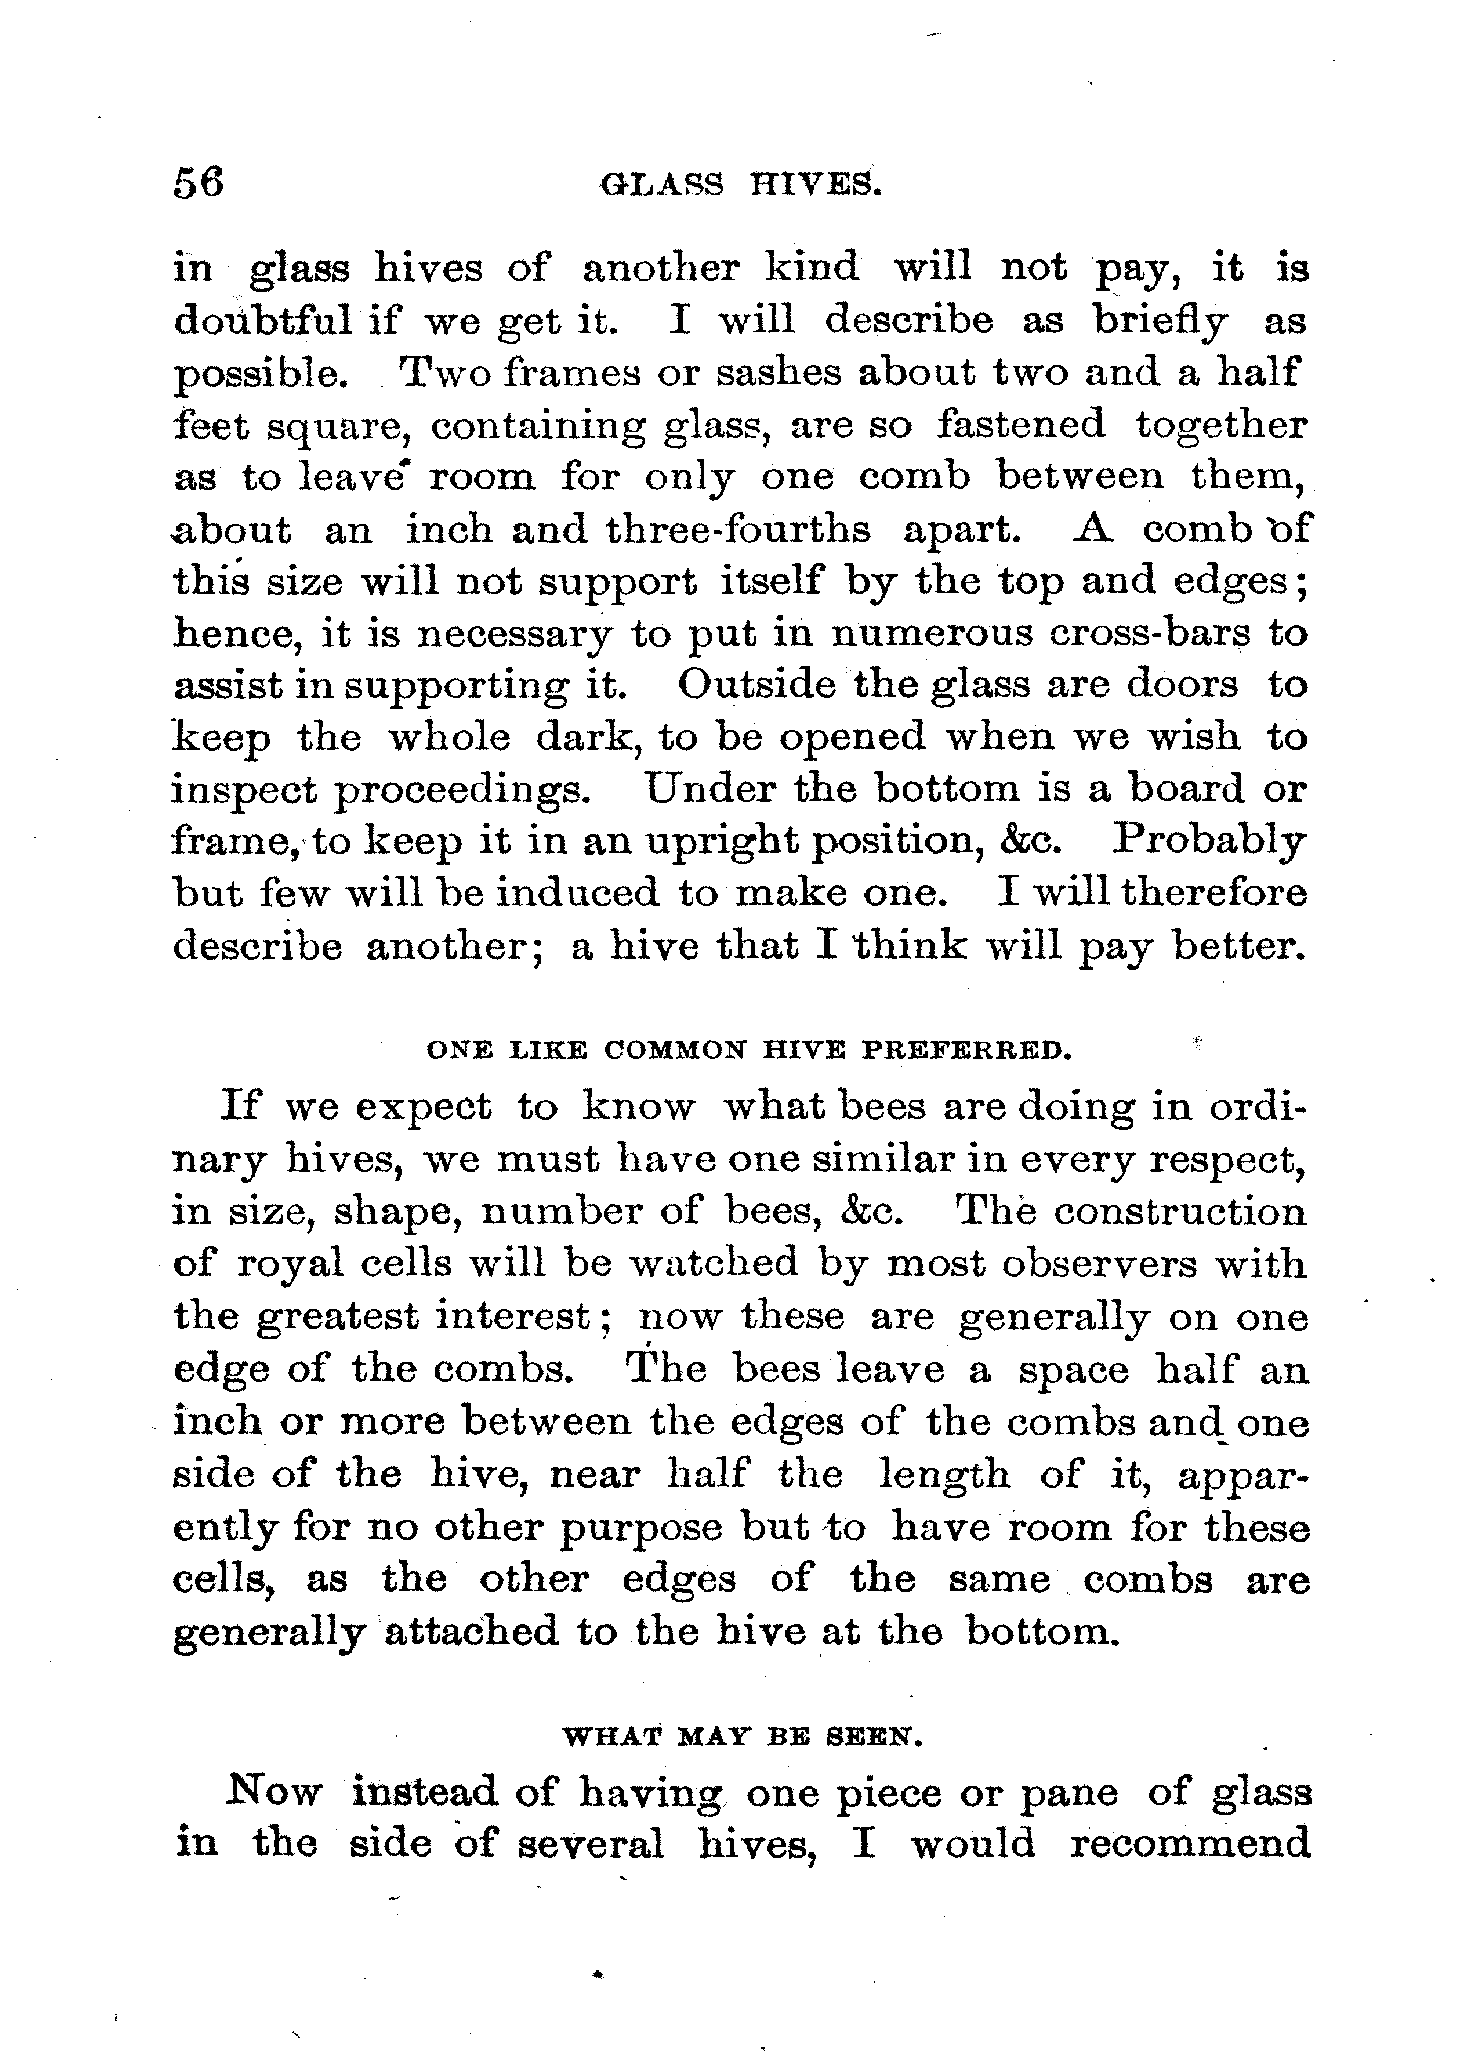 56 GLASS HIVES.
in glass hives of another kind will not pay, it is
doubtful if we get it. I will describe as briefly as
possible. Two frames or sashes about two and a half
feet square, containing glass, are so fastened together
as to leave room for only one comb between them,
about an inch and three-fourths apart. A comb of
this size will not support itself by the top and edges;
hence, it is necessary to put in numerous cross-bars to
assist in supporting it. Outside the glass are doors to
keep the whole dark, to be opened when we wish to
inspect proceedings. Under the bottom is a board or
frame, to keep it in an upright position, &c. Probably
but few will be induced to make one. I will therefore
describe another; a hive that I think will pay better.
ONE LIKE COMMON HIVE PREFERRED.
If we expect to know what bees are doing in ordi-
nary hives, we must have one similar in every respect,
in size, shape, number of bees, &c. The construction
of royal cells will be watched by most observers with
the greatest interest; now these are generally on one
edge of the combs. The bees leave a space half an
inch or more between the edges of the combs and one
side of the hive, near half the length of it, appar-
ently for no other purpose but to have room for these
cells, as the other edges of the same combs are
generally attached to the hive at the bottom.
WHAT MAY BE SEEN.
Now instead of having one piece or pane of glass
in the side of several hives, I would recommend